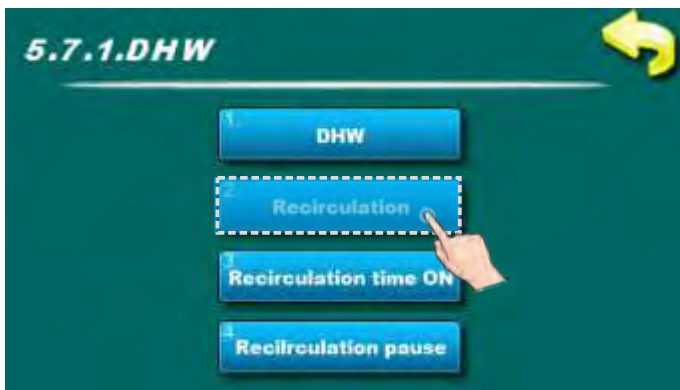 5.7.1.DHW
1.
DHW
2.
Recirculation
3.
Recirculation time ON
4.
Recilrculation pause